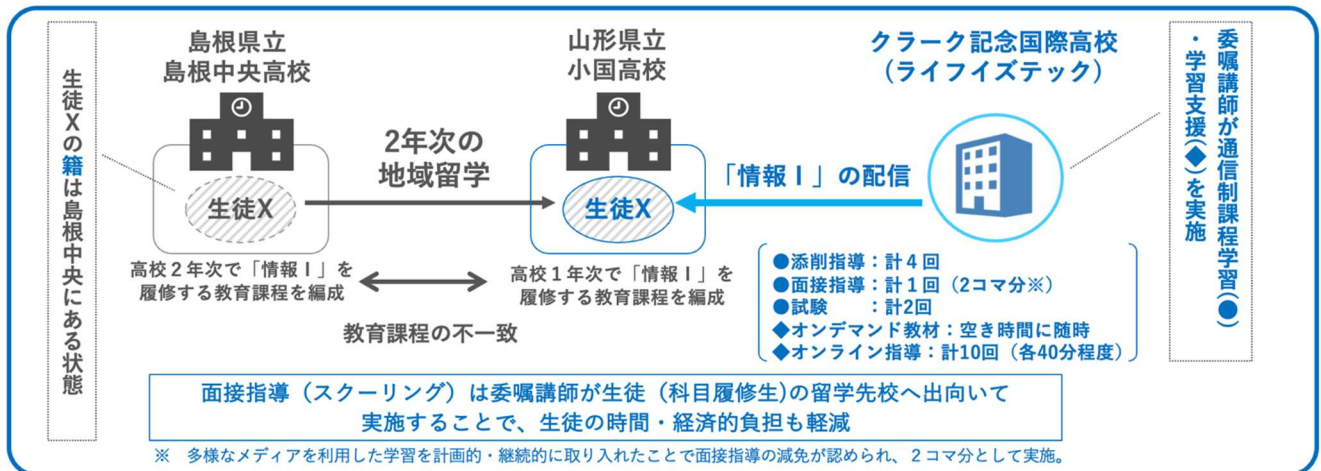 生徒Xの籍は島根中央にある状態
島根県立
島根中央高校
生徒X
高校２年次で「情報Ⅰ」を
履修する教育課程を編成
2年次の
地域留学
教育課程の不一致
山形県立
小国高校
生徒X
高校１年次で「情報Ⅰ」を
履修する教育課程を編成
「情報Ⅰ」の配信
クラーク記念国際高校
（ライフイズテック）
●添削指導：計４回
●面接指導：計１回（2コマ分※）
●試験　　：計2回
◆オンデマンド教材：空き時間に随時
◆オンライン指導：計10回（各40分程度）
委嘱講師が通信制課程学習(●)
・学習支援(◆)を実施
面接指導（スクーリング）は委嘱講師が生徒（科目履修生)の留学先校へ出向いて
実施することで、生徒の時間・経済的負担も軽減
※　多様なメディアを利用した学習を計画的・継続的に取り入れたことで面接指導の減免が認められ、２コマ分として実施。